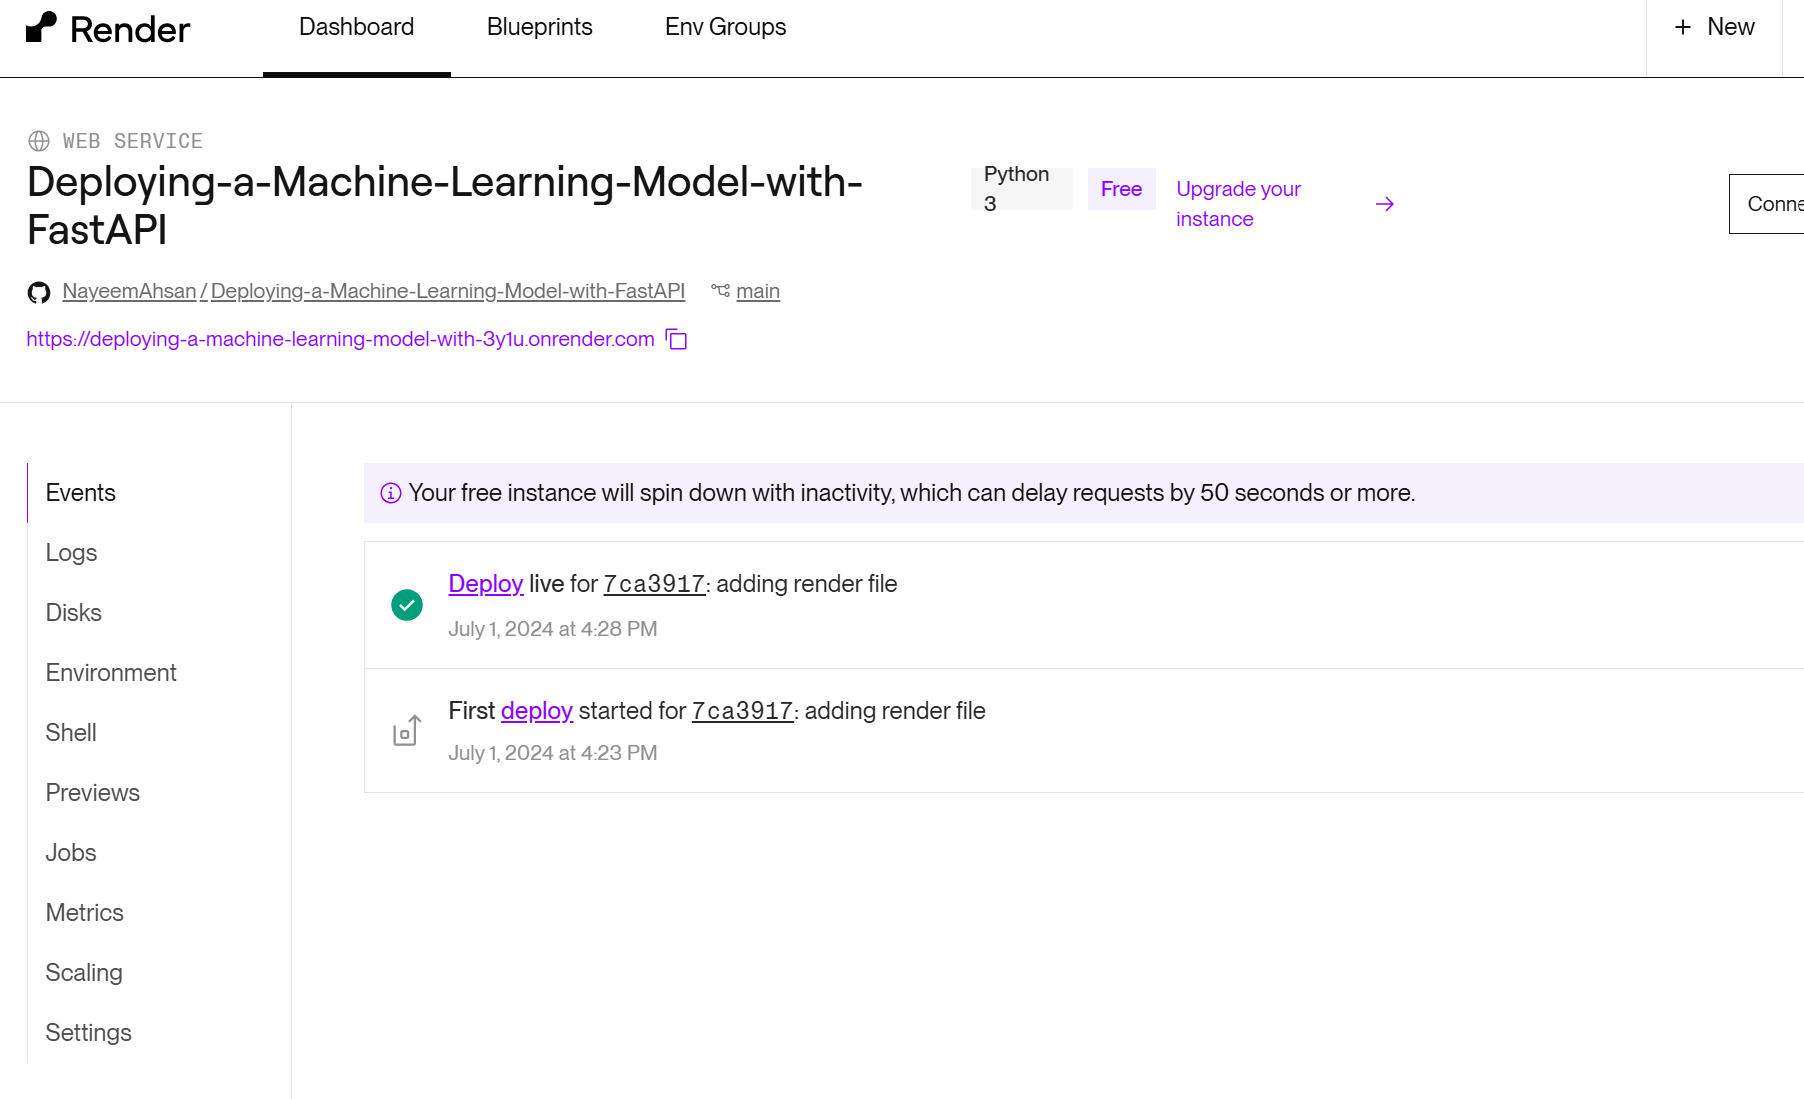 Render
Dashboard
Blueprints
Env Groups
+ New
WEB SERVICE
Deploying-a-Machine-Learning-Model-with-
FastAPI
Python
3
Free
Upgrade your
instance
Conne
NayeemAhsan / Deploying-a-Machine-Learning-Model-with-FastAPI
main
https://deploying-a-machine-learning-model-with-3y1u.onrender.com
Events
Logs
Disks
Environment
Shell
Previews
Jobs
Metrics
Scaling
Settings
Your free instance will spin down with inactivity, which can delay requests by 50 seconds or more.
Deploy live for 7ca3917: adding render file
July 1, 2024 at 4:28 PM
First deploy started for 7ca3917: adding render file
July 1, 2024 at 4:23 PM